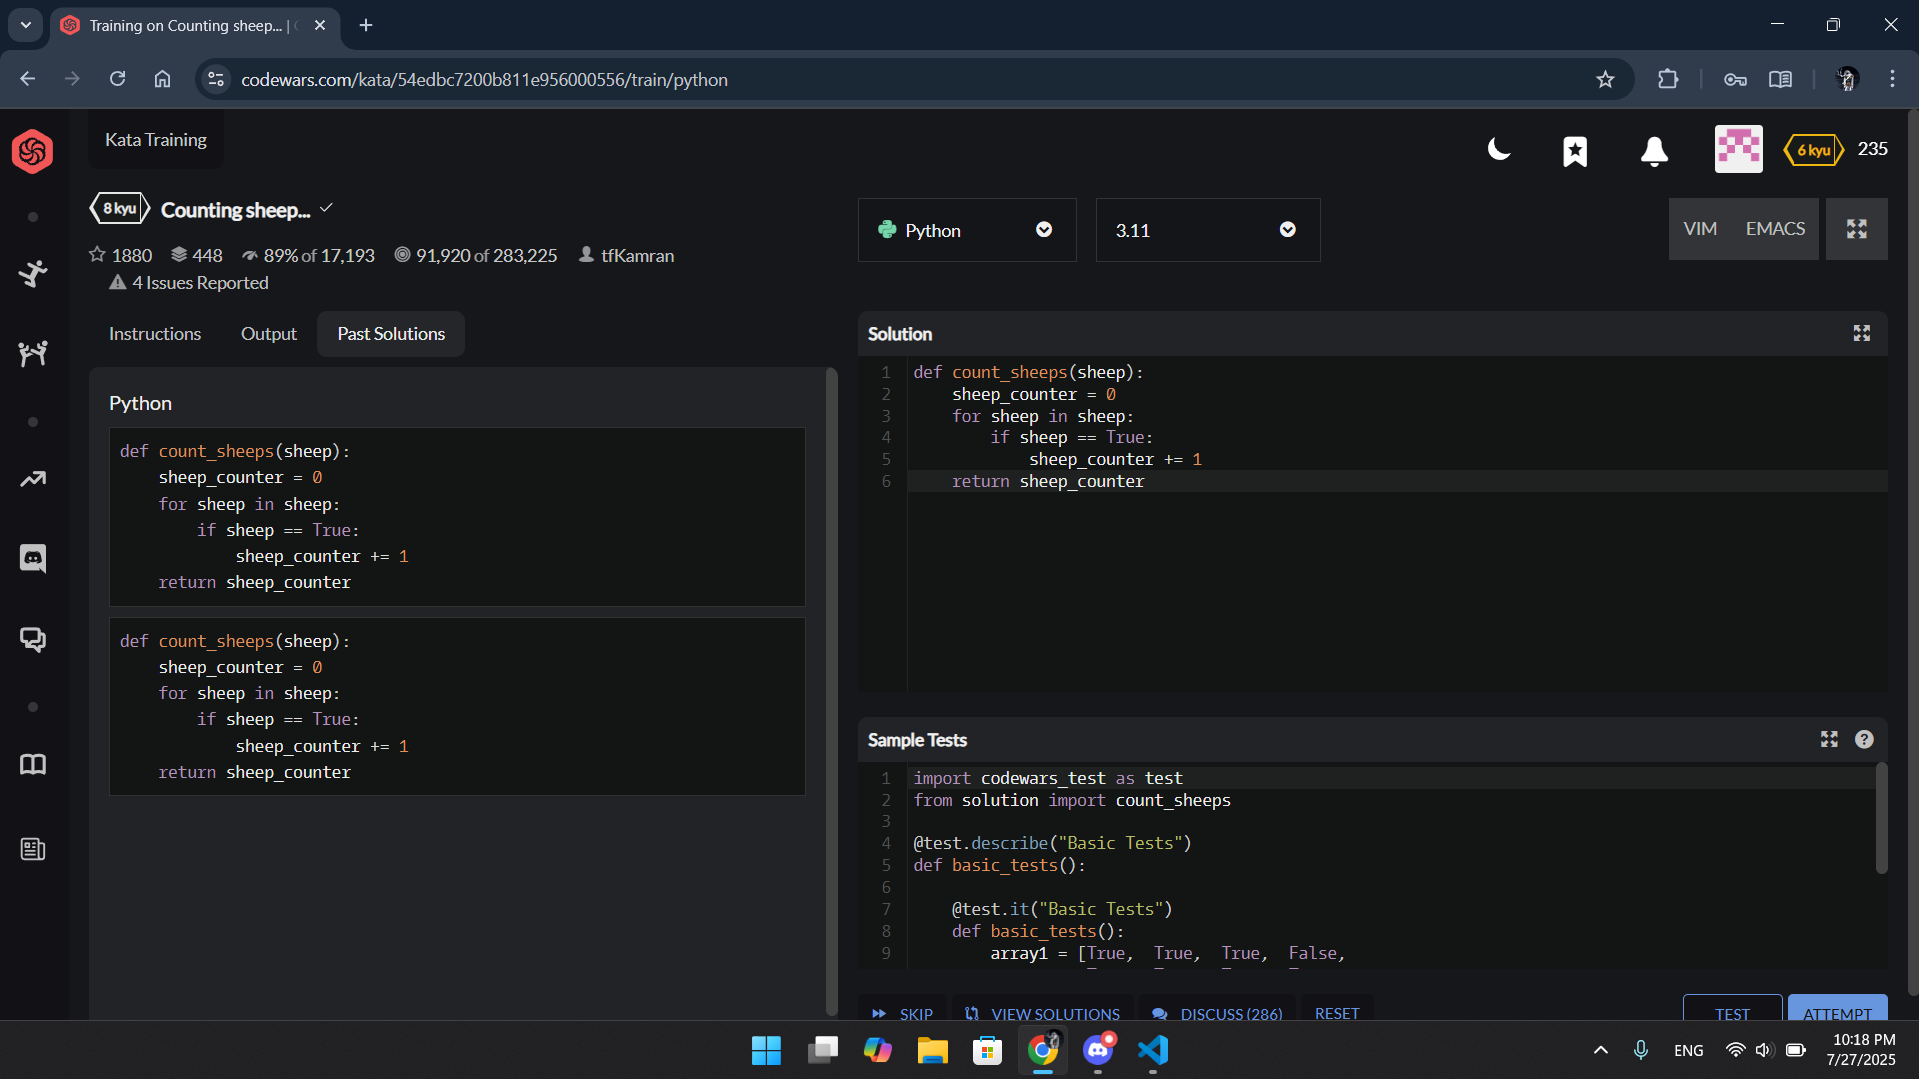 Training on Counting sheep... |
codewars.com/kata/54edbc7200b811e956000556/train/python
Kata Training
6 kyu
235
8 kyu
Counting sheep...
1880
448
89% of 17,193
91,920 of 283,225
tfKamran
4 Issues Reported
Python
3.11
VIM
EMACS
Instructions
Output
Past Solutions
Python
def count_sheeps(sheep):
    sheep_counter = 0
    for sheep in sheep:
        if sheep == True:
            sheep_counter += 1
    return sheep_counter
def count_sheeps(sheep):
    sheep_counter = 0
    for sheep in sheep:
        if sheep == True:
            sheep_counter += 1
    return sheep_counter
Solution
1 def count_sheeps(sheep):
2     sheep_counter = 0
3     for sheep in sheep:
4         if sheep == True:
5             sheep_counter += 1
6     return sheep_counter
Sample Tests
?
1 import codewars_test as test
2 from solution import count_sheeps
3
4 @test.describe("Basic Tests")
5 def basic_tests():
6
7     @test.it("Basic Tests")
8     def basic_tests():
9         array1 = [True,  True,  True,  False,
SKIP
VIEW SOLUTIONS
DISCUSS (286)
RESET
TEST
ATTEMPT
ENG
10:18 PM
7/27/2025